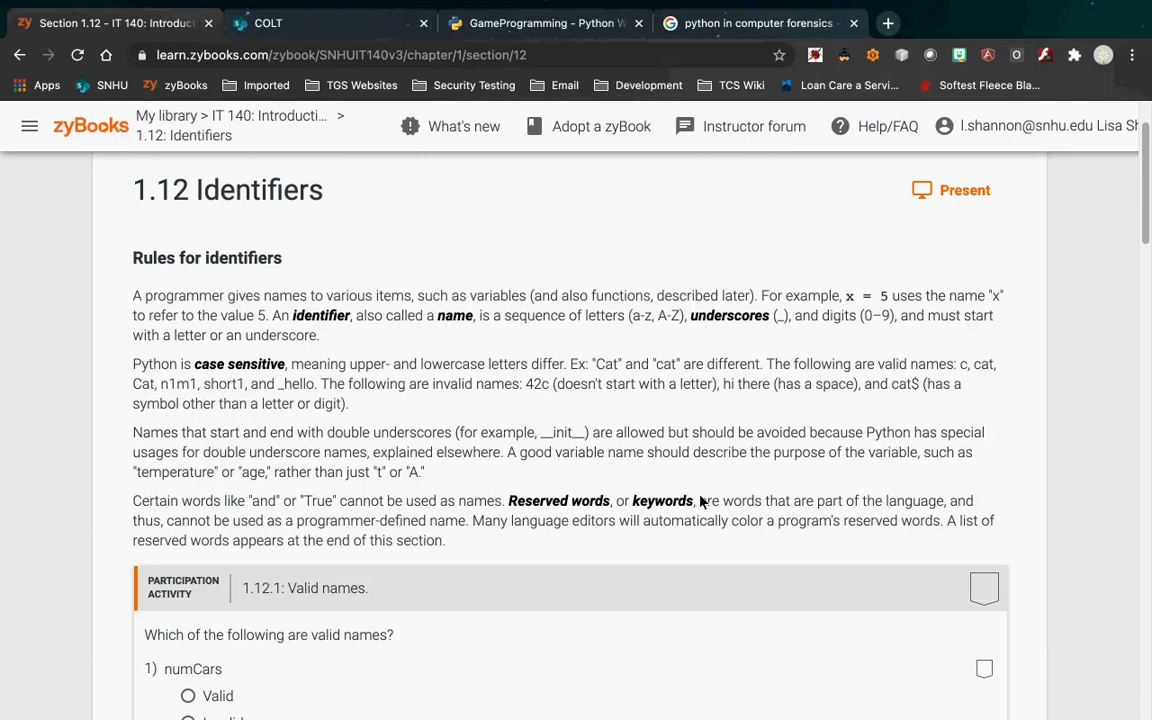 Section 1.12 - IT 140: Introduct
COLT
GameProgramming - Python W
python in computer forensics
learn.zybooks.com/zybook/SNHUIT140v3/chapter/1/section/12
Apps SNHU zyBooks Imported TGS Websites Security Testing Email Development TCS Wiki Loan Care a Servi... Softest Fleece Bla...
zyBooks My library > IT 140: Introducti... >
1.12: Identifiers
What's new Adopt a zyBook Instructor forum Help/FAQ l.shannon@snhu.edu Lisa Sh
1.12 Identifiers
Present
Rules for identifiers
A programmer gives names to various items, such as variables (and also functions, described later). For example, x = 5 uses the name "x"
to refer to the value 5. An identifier, also called a name, is a sequence of letters (a-z, A-Z), underscores (_), and digits (0–9), and must start
with a letter or an underscore.
Python is case sensitive, meaning upper- and lowercase letters differ. Ex: "Cat" and "cat" are different. The following are valid names: c, cat,
Cat, n1m1, short1, and _hello. The following are invalid names: 42c (doesn't start with a letter), hi there (has a space), and cat$ (has a
symbol other than a letter or digit).
Names that start and end with double underscores (for example, __init__) are allowed but should be avoided because Python has special
usages for double underscore names, explained elsewhere. A good variable name should describe the purpose of the variable, such as
"temperature" or "age," rather than just "t" or "A."
Certain words like "and" or "True" cannot be used as names. Reserved words, or keywords, are words that are part of the language, and
thus, cannot be used as a programmer-defined name. Many language editors will automatically color a program's reserved words. A list of
reserved words appears at the end of this section.
PARTICIPATION
ACTIVITY
1.12.1: Valid names.
Which of the following are valid names?
1) numCars
Valid